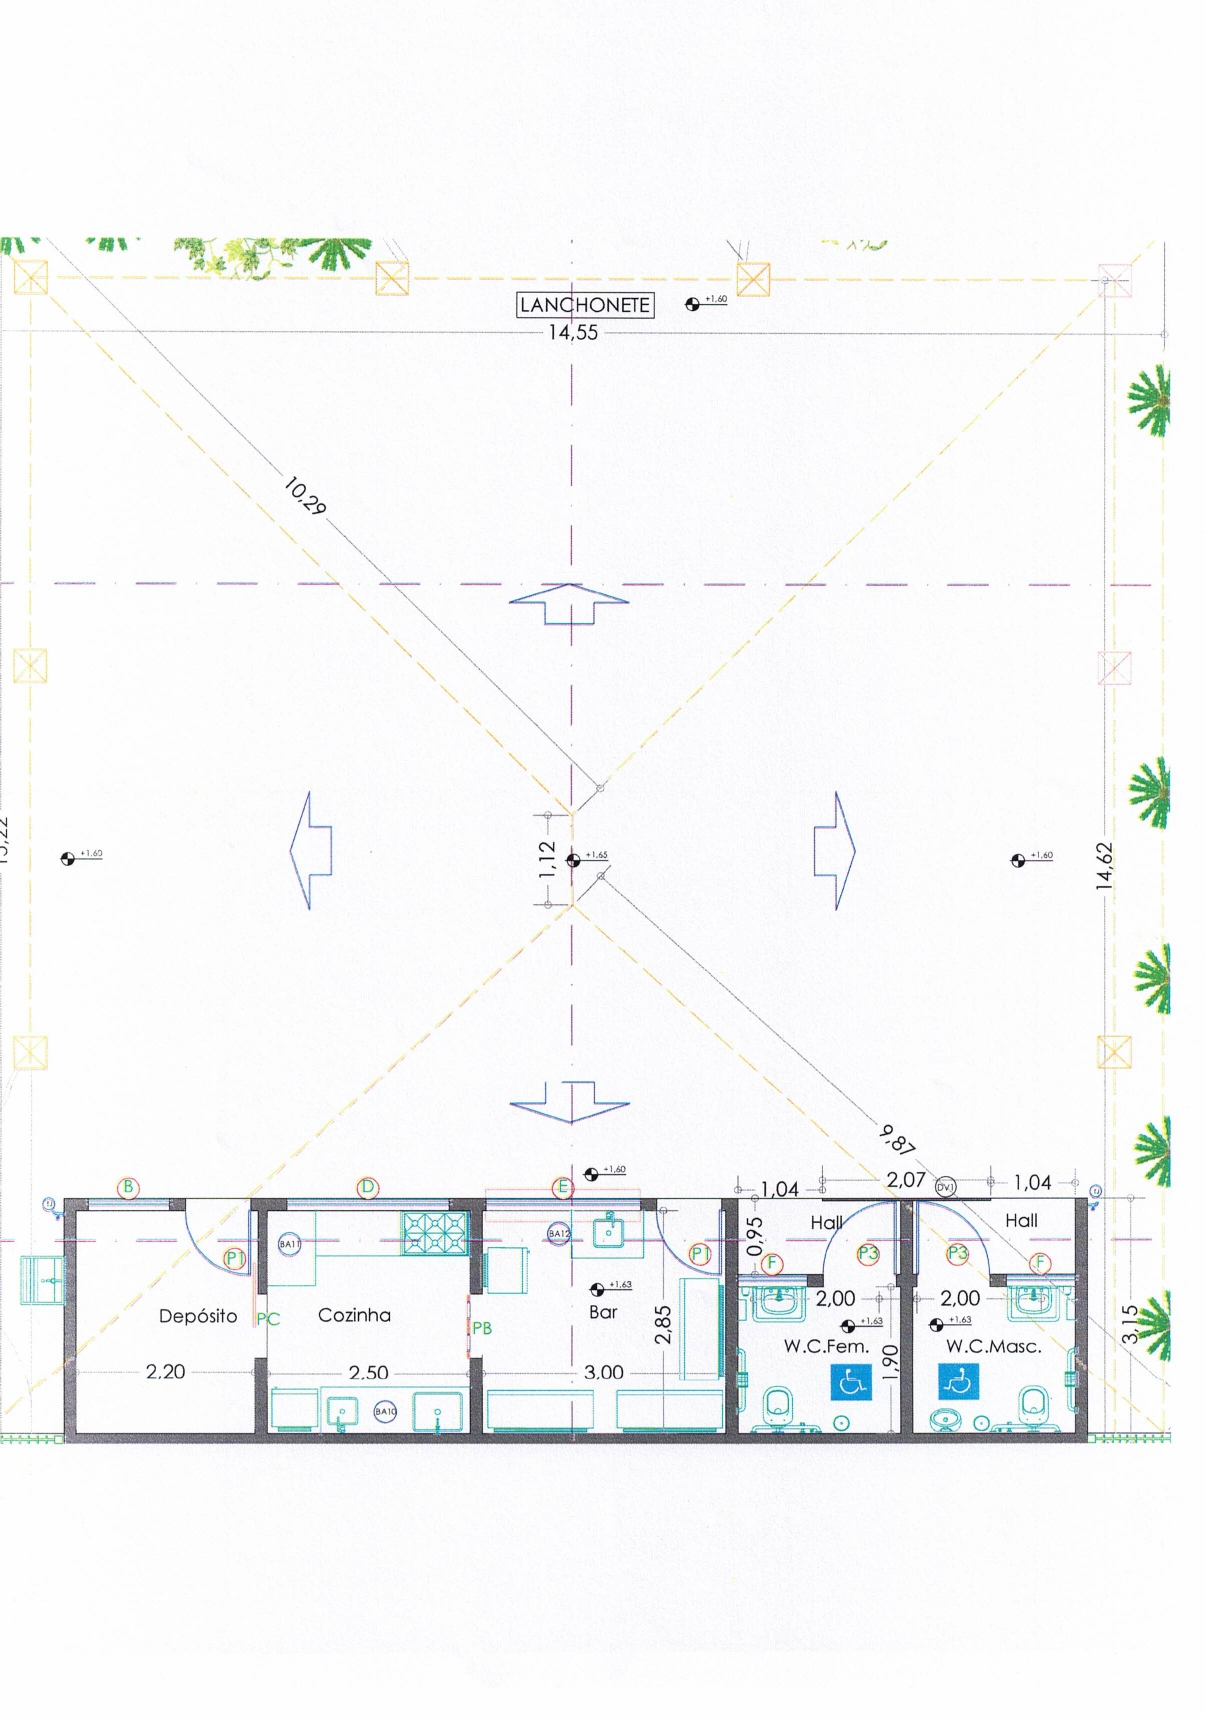 LANCHONETE
+1,60
14,55
10,29
1,12
+1,65
+1,60
+1,60
14,62
9,87
+1,60
B
D
E
1,04
2,07
DV1
1,04
P1
BA11
BA12
P1
0,95
Hall
P3
P3
Hall
F
F
Depósito
PC
Cozinha
PB
+1,63
Bar
2,85
2,00
+1,63
W.C.Fem.
1,90
2,00
+1,63
W.C.Masc.
3,15
2.20
2.50
3.00
BA10